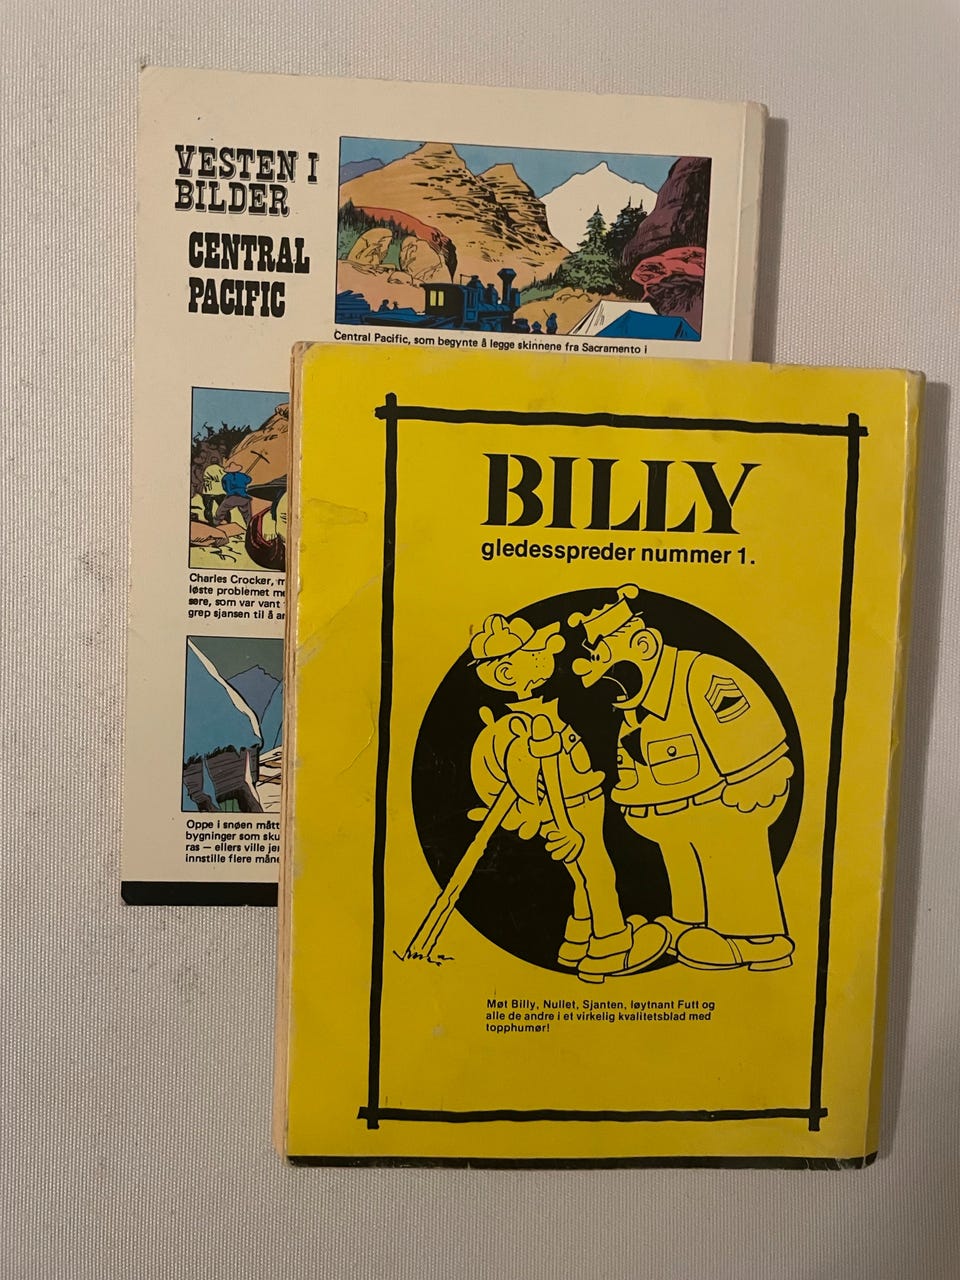 VESTEN I
BILDER
CENTRAL
PACIFIC
Central Pacific, som begynte å legge skinnene fra Sacramento i
Charles Crocker, m
løste problemet me
sere, som var vant
grep sjansen til å
Oppe i snøen mått
bygninger som sku
ras — ellers ville
innstille flere måne
BILLY
gledesspreder nummer 1.
Møt Billy, Nullet, Sjanten, løytnant Futt og
alle de andre i et virkelig kvalitetsblad med
topphumør!